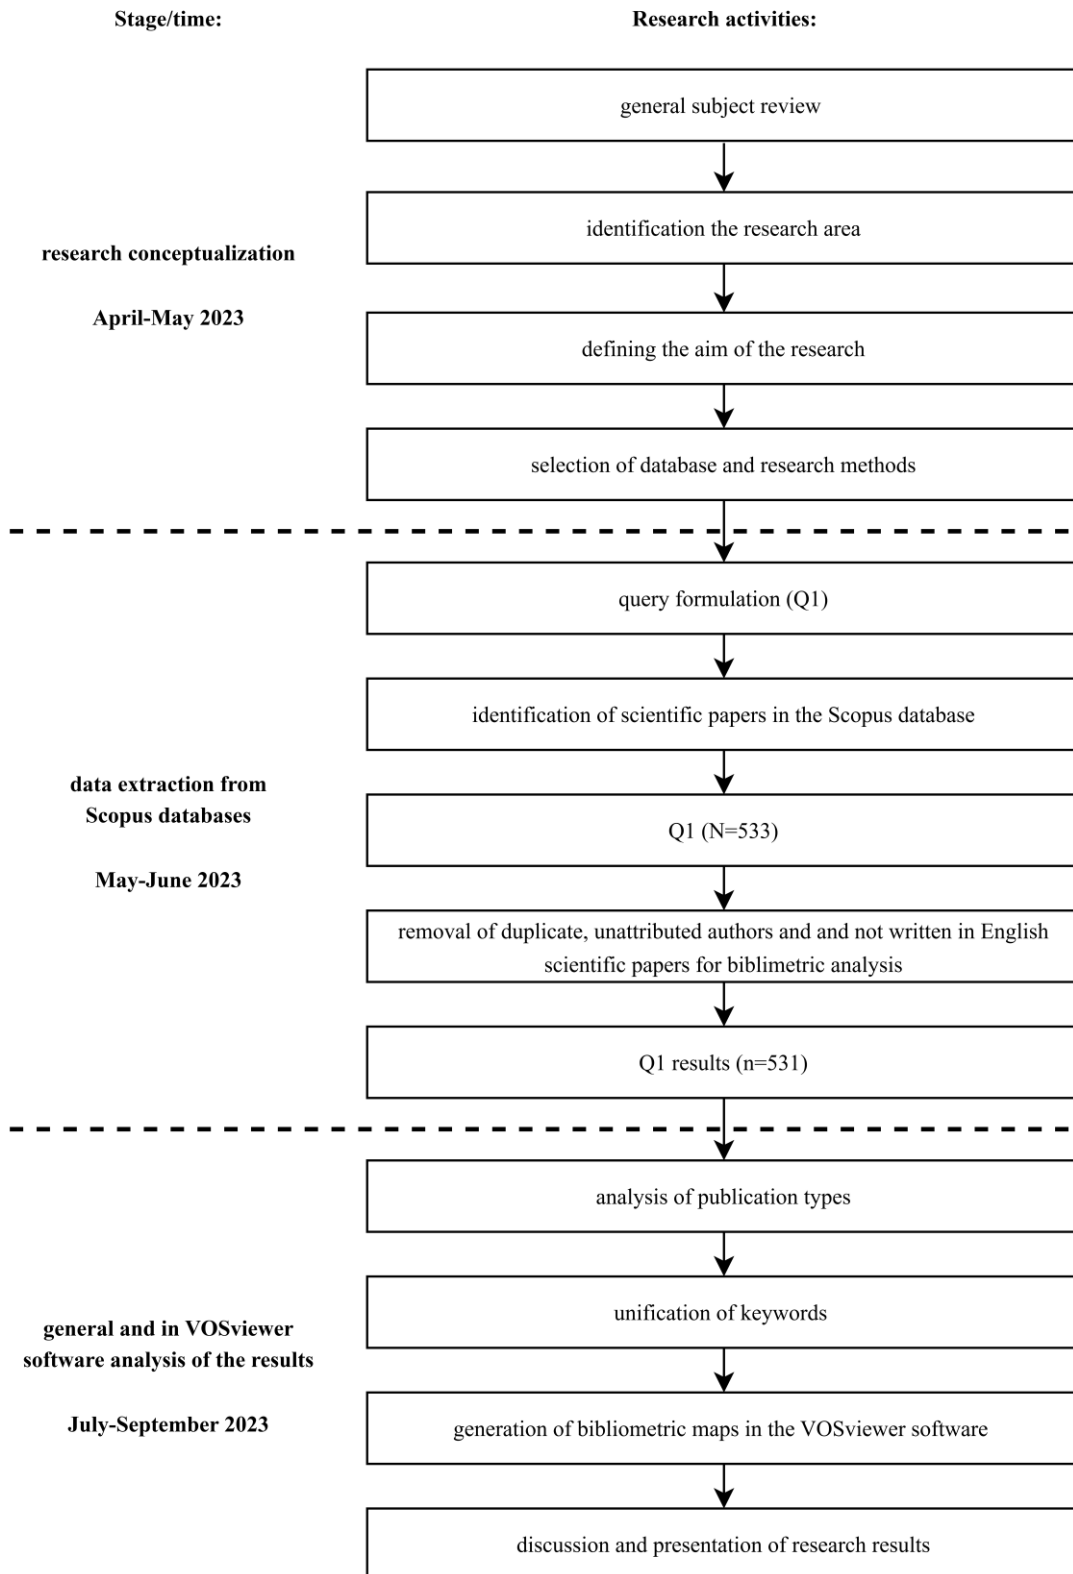 Stage/time:
Research activities:
general subject review
identification the research area
research conceptualization
April-May 2023
defining the aim of the research
selection of database and research methods
query formulation (Q1)
identification of scientific papers in the Scopus database
data extraction from
Scopus databases
May-June 2023
Q1 (N=533)
removal of duplicate, unattributed authors and and not written in English
scientific papers for biblimetric analysis
Q1 results (n=531)
analysis of publication types
unification of keywords
general and in VOSviewer
software analysis of the results
July-September 2023
generation of bibliometric maps in the VOSviewer software
discussion and presentation of research results